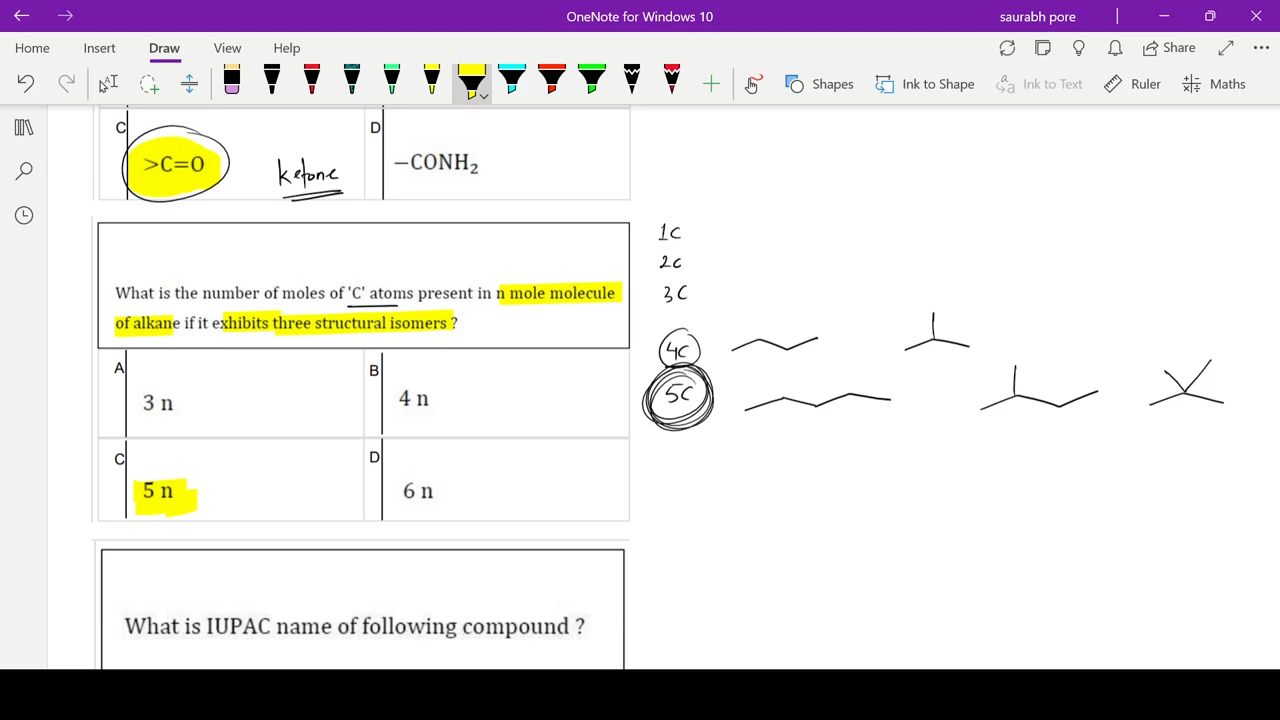 OneNote for Windows 10
saurabh pore
Home Insert Draw View Help
Share
Shapes
Ink to Shape
Ink to Text
Ruler
Maths
C
>C=O
ketone
D
−CONH₂
What is the number of moles of 'C' atoms present in n mole molecule
of alkane if it exhibits three structural isomers ?
A
3 n
B
4 n
C
5 n
D
6 n
1C
2C
3C
4C
5C
What is IUPAC name of following compound ?